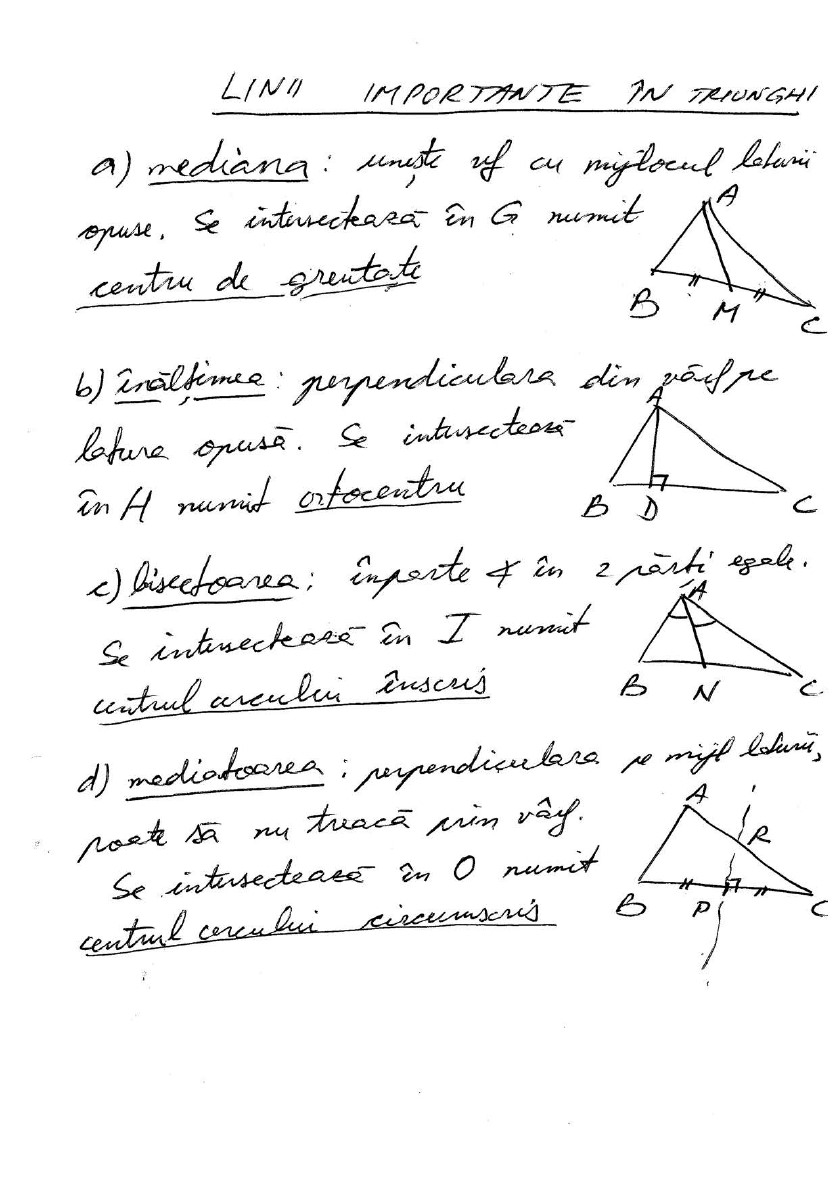 LINII IMPORTANTE ÎN TRIUNGHI
a) mediana: unește vf cu mijlocul laturii
opuse. Se intersectează în G numit
centru de greutate
A
B M C
b) înălțimea: perpendiculara din vârf pe
latura opusă. Se intersectează
în H numit ortocentru
A
B D C
c) bisectoarea: împarte ∢ în 2 părți egale.
Se intersectează în I numit
centrul cercului înscris
A
B N C
d) mediatoarea: perpendiculara pe mijl laturii,
poate să nu treacă prin vârf.
Se intersectează în O numit
centrul cercului circumscris
A
R
B P C